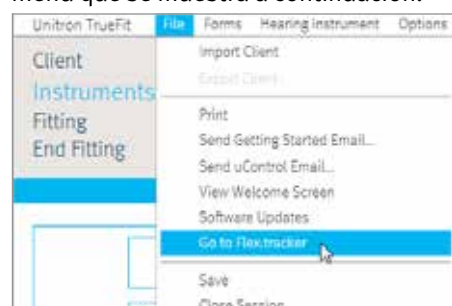 menú que se muestra a continuación.
Unitron TrueFit File Forms Hearing instrument Options
Client
Instruments
Fitting
End Fitting
Import Client
Export Client
Print
Send Getting Started Email...
Send uControl Email...
View Welcome Screen
Software Updates
Go to Flex:tracker
Save
Close Session